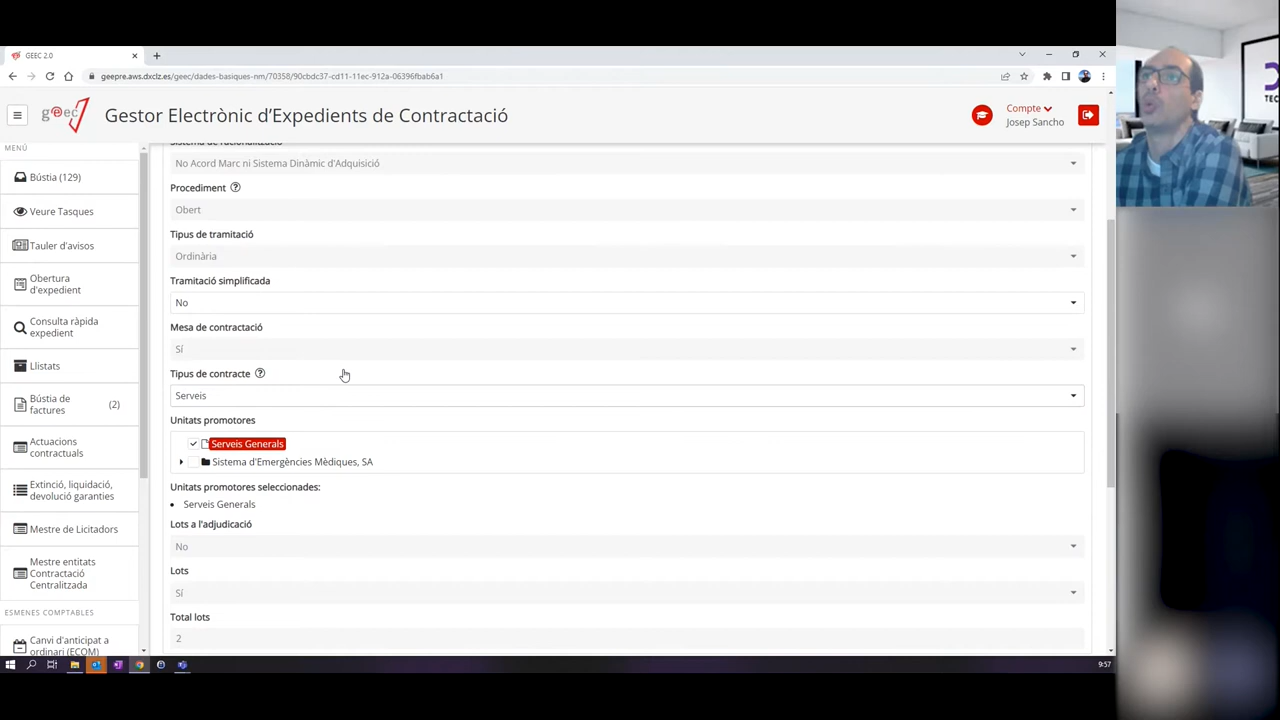 GEEC 2.0
geepre.aws.dxclz.es/geec/dades-basiques-nm/70358/90cbdc37-cd11-11ec-912a-06396fbab6a1
geec
Gestor Electrònic d'Expedients de Contractació
Compte
Josep Sancho
MENÚ
Bústia (129)
Veure Tasques
Tauler d'avisos
Obertura
d'expedient
Consulta ràpida
expedient
Llistats
Bústia de
factures
(2)
Actuacions
contractuals
Extinció, liquidació,
devolució garanties
Mestre de Licitadors
Mestre entitats
Contractació
Centralitzada
ESMENES COMPTABLES
Canvi d'anticipat a
ordinari (ECOM)
Sistema de racionalització
No Acord Marc ni Sistema Dinàmic d'Adquisició
Procediment
Obert
Tipus de tramitació
Ordinària
Tramitació simplificada
No
Mesa de contractació
Sí
Tipus de contracte
Serveis
Unitats promotores
Serveis Generals
Sistema d'Emergències Mèdiques, SA
Unitats promotores seleccionades:
Serveis Generals
Lots a l'adjudicació
No
Lots
Sí
Total lots
2
9:57
TEC